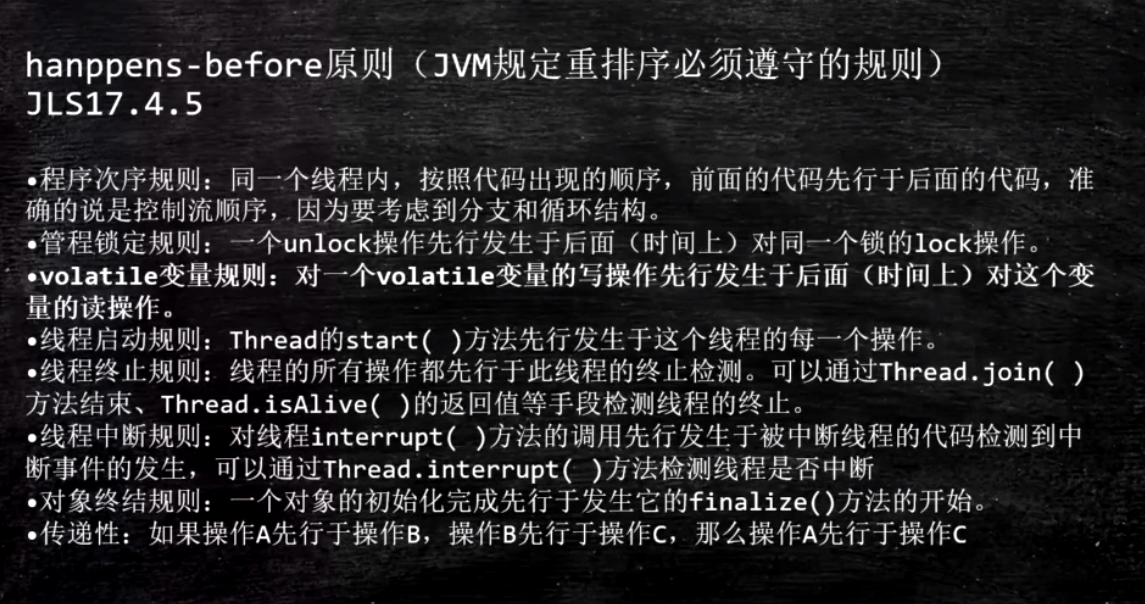 hanppens-before原则（JVM规定重排序必须遵守的规则）
JLS17.4.5
•程序次序规则：同一个线程内，按照代码出现的顺序，前面的代码先行于后面的代码，准
确的说是控制流顺序，因为要考虑到分支和循环结构。
•管程锁定规则：一个unlock操作先行发生于后面（时间上）对同一个锁的lock操作。
•volatile变量规则：对一个volatile变量的写操作先行发生于后面（时间上）对这个变
量的读操作。
•线程启动规则：Thread的start( )方法先行发生于这个线程的每一个操作。
•线程终止规则：线程的所有操作都先行于此线程的终止检测。可以通过Thread.join( )
方法结束、Thread.isAlive( )的返回值等手段检测线程的终止。
•线程中断规则：对线程interrupt( )方法的调用先行发生于被中断线程的代码检测到中
断事件的发生，可以通过Thread.interrupt( )方法检测线程是否中断
•对象终结规则：一个对象的初始化完成先行于发生它的finalize()方法的开始。
•传递性：如果操作A先行于操作B，操作B先行于操作C，那么操作A先行于操作C